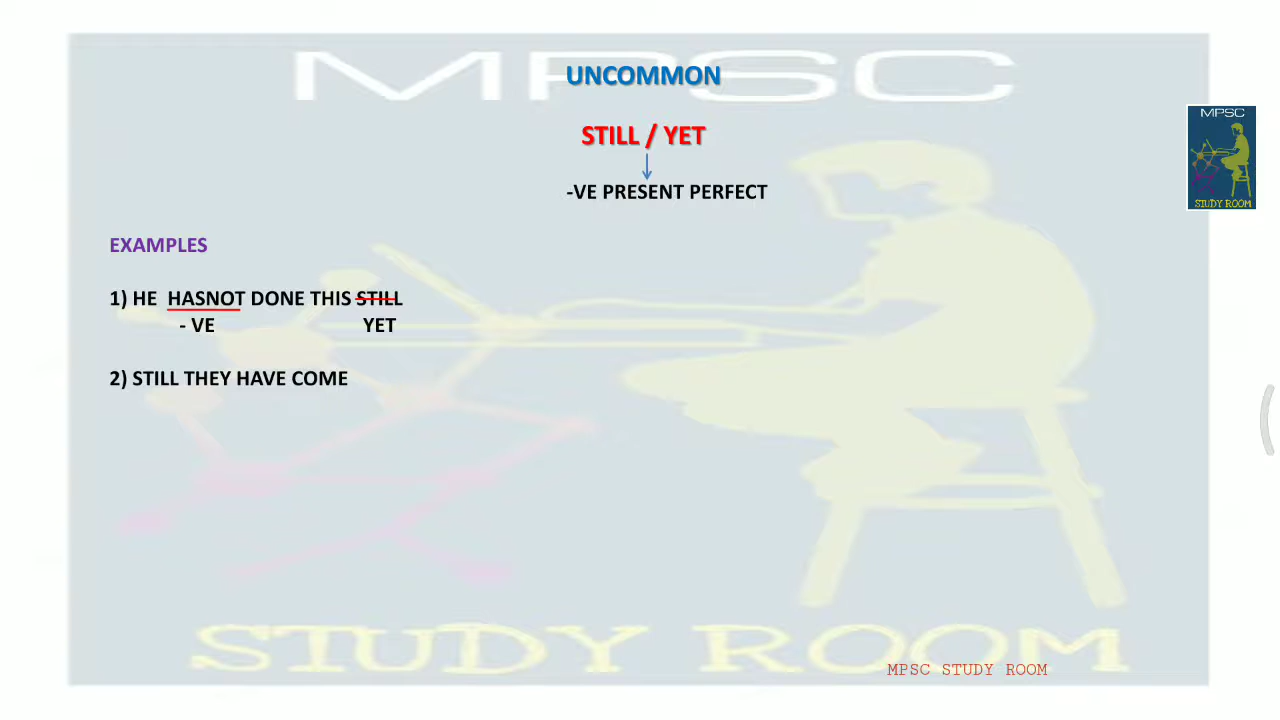 MPSC
UNCOMMON
STILL / YET
-VE PRESENT PERFECT
MPSC
STUDY ROOM
EXAMPLES
1) HE HASNOT DONE THIS STILL
- VE YET
2) STILL THEY HAVE COME
STUDY ROOM
MPSC STUDY ROOM